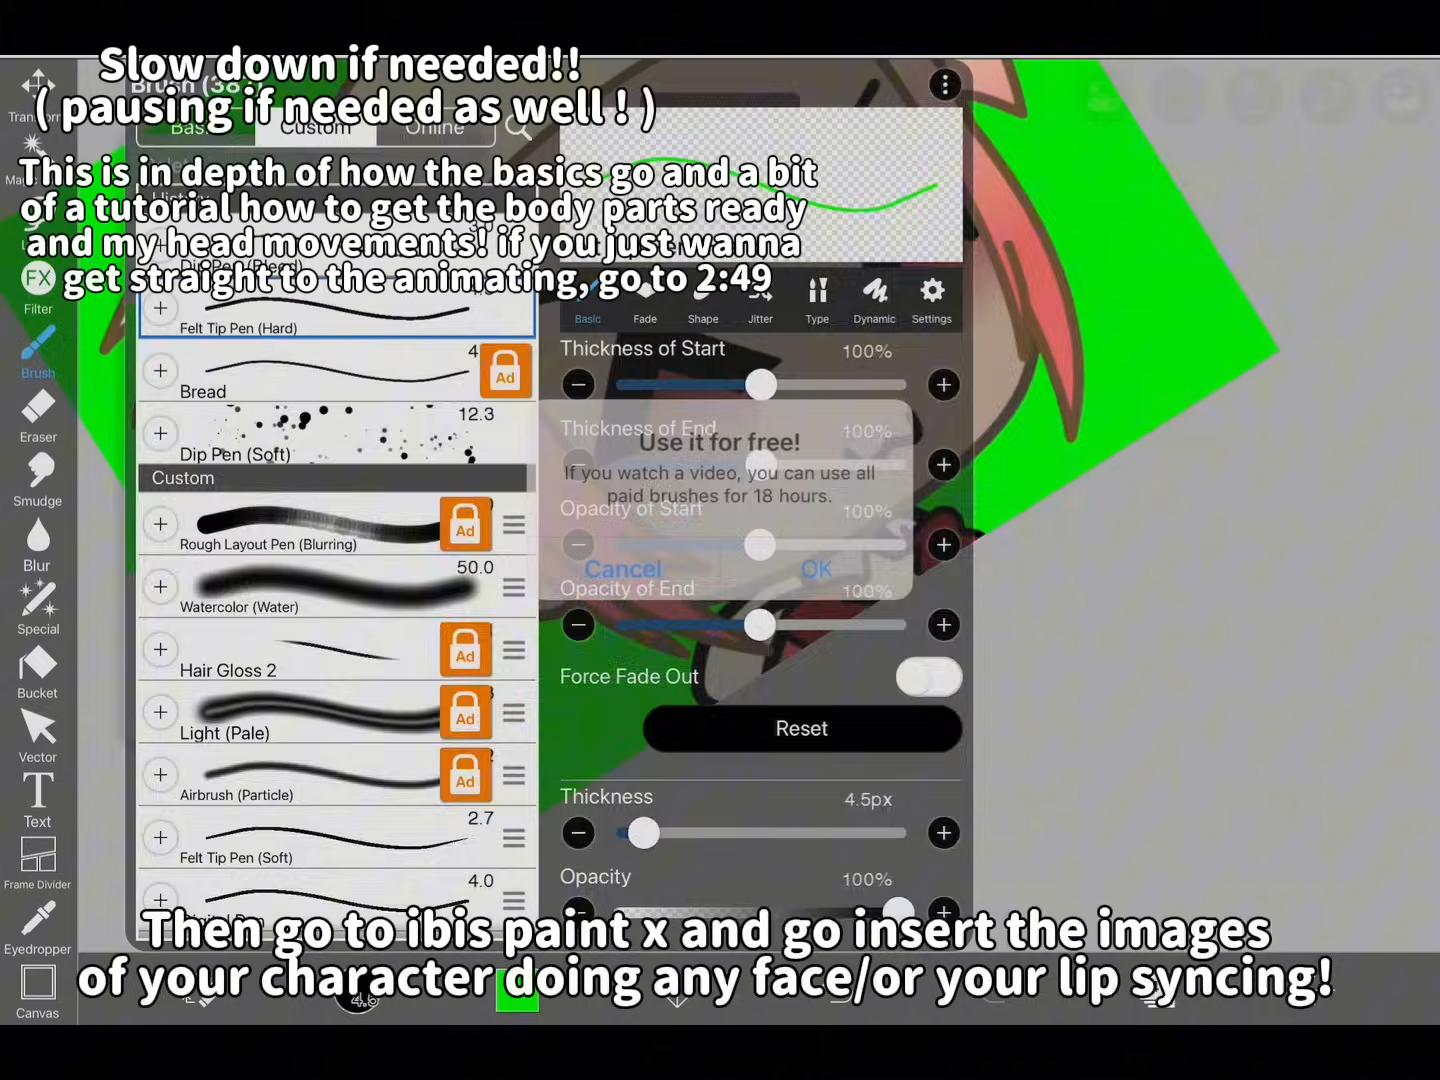 Slow down if needed!!
( pausing if needed as well ! )
This is in depth of how the basics go and a bit
of a tutorial how to get the body parts ready
and my head movements! if you just wanna
get straight to the animating, go to 2:49
Custom
Online
FX
Filter
Brush
Eraser
Smudge
Blur
Special
Bucket
Vector
Text
Frame Divider
Eyedropper
Canvas
Felt Tip Pen (Hard)
Bread
Ad
12.3
Dip Pen (Soft)
Custom
Rough Layout Pen (Blurring)
Ad
50.0
Watercolor (Water)
Hair Gloss 2
Ad
Light (Pale)
Ad
Airbrush (Particle)
Ad
2.7
Felt Tip Pen (Soft)
4.0
Basic
Fade
Shape
Jitter
Type
Dynamic
Settings
Thickness of Start 100%
Thickness of End 100%
Use it for free!
If you watch a video, you can use all
paid brushes for 18 hours.
Opacity of Start 100%
Cancel OK
Opacity of End 100%
Force Fade Out
Reset
Thickness 4.5px
Opacity 100%
Then go to ibis paint x and go insert the images
of your character doing any face/or your lip syncing!